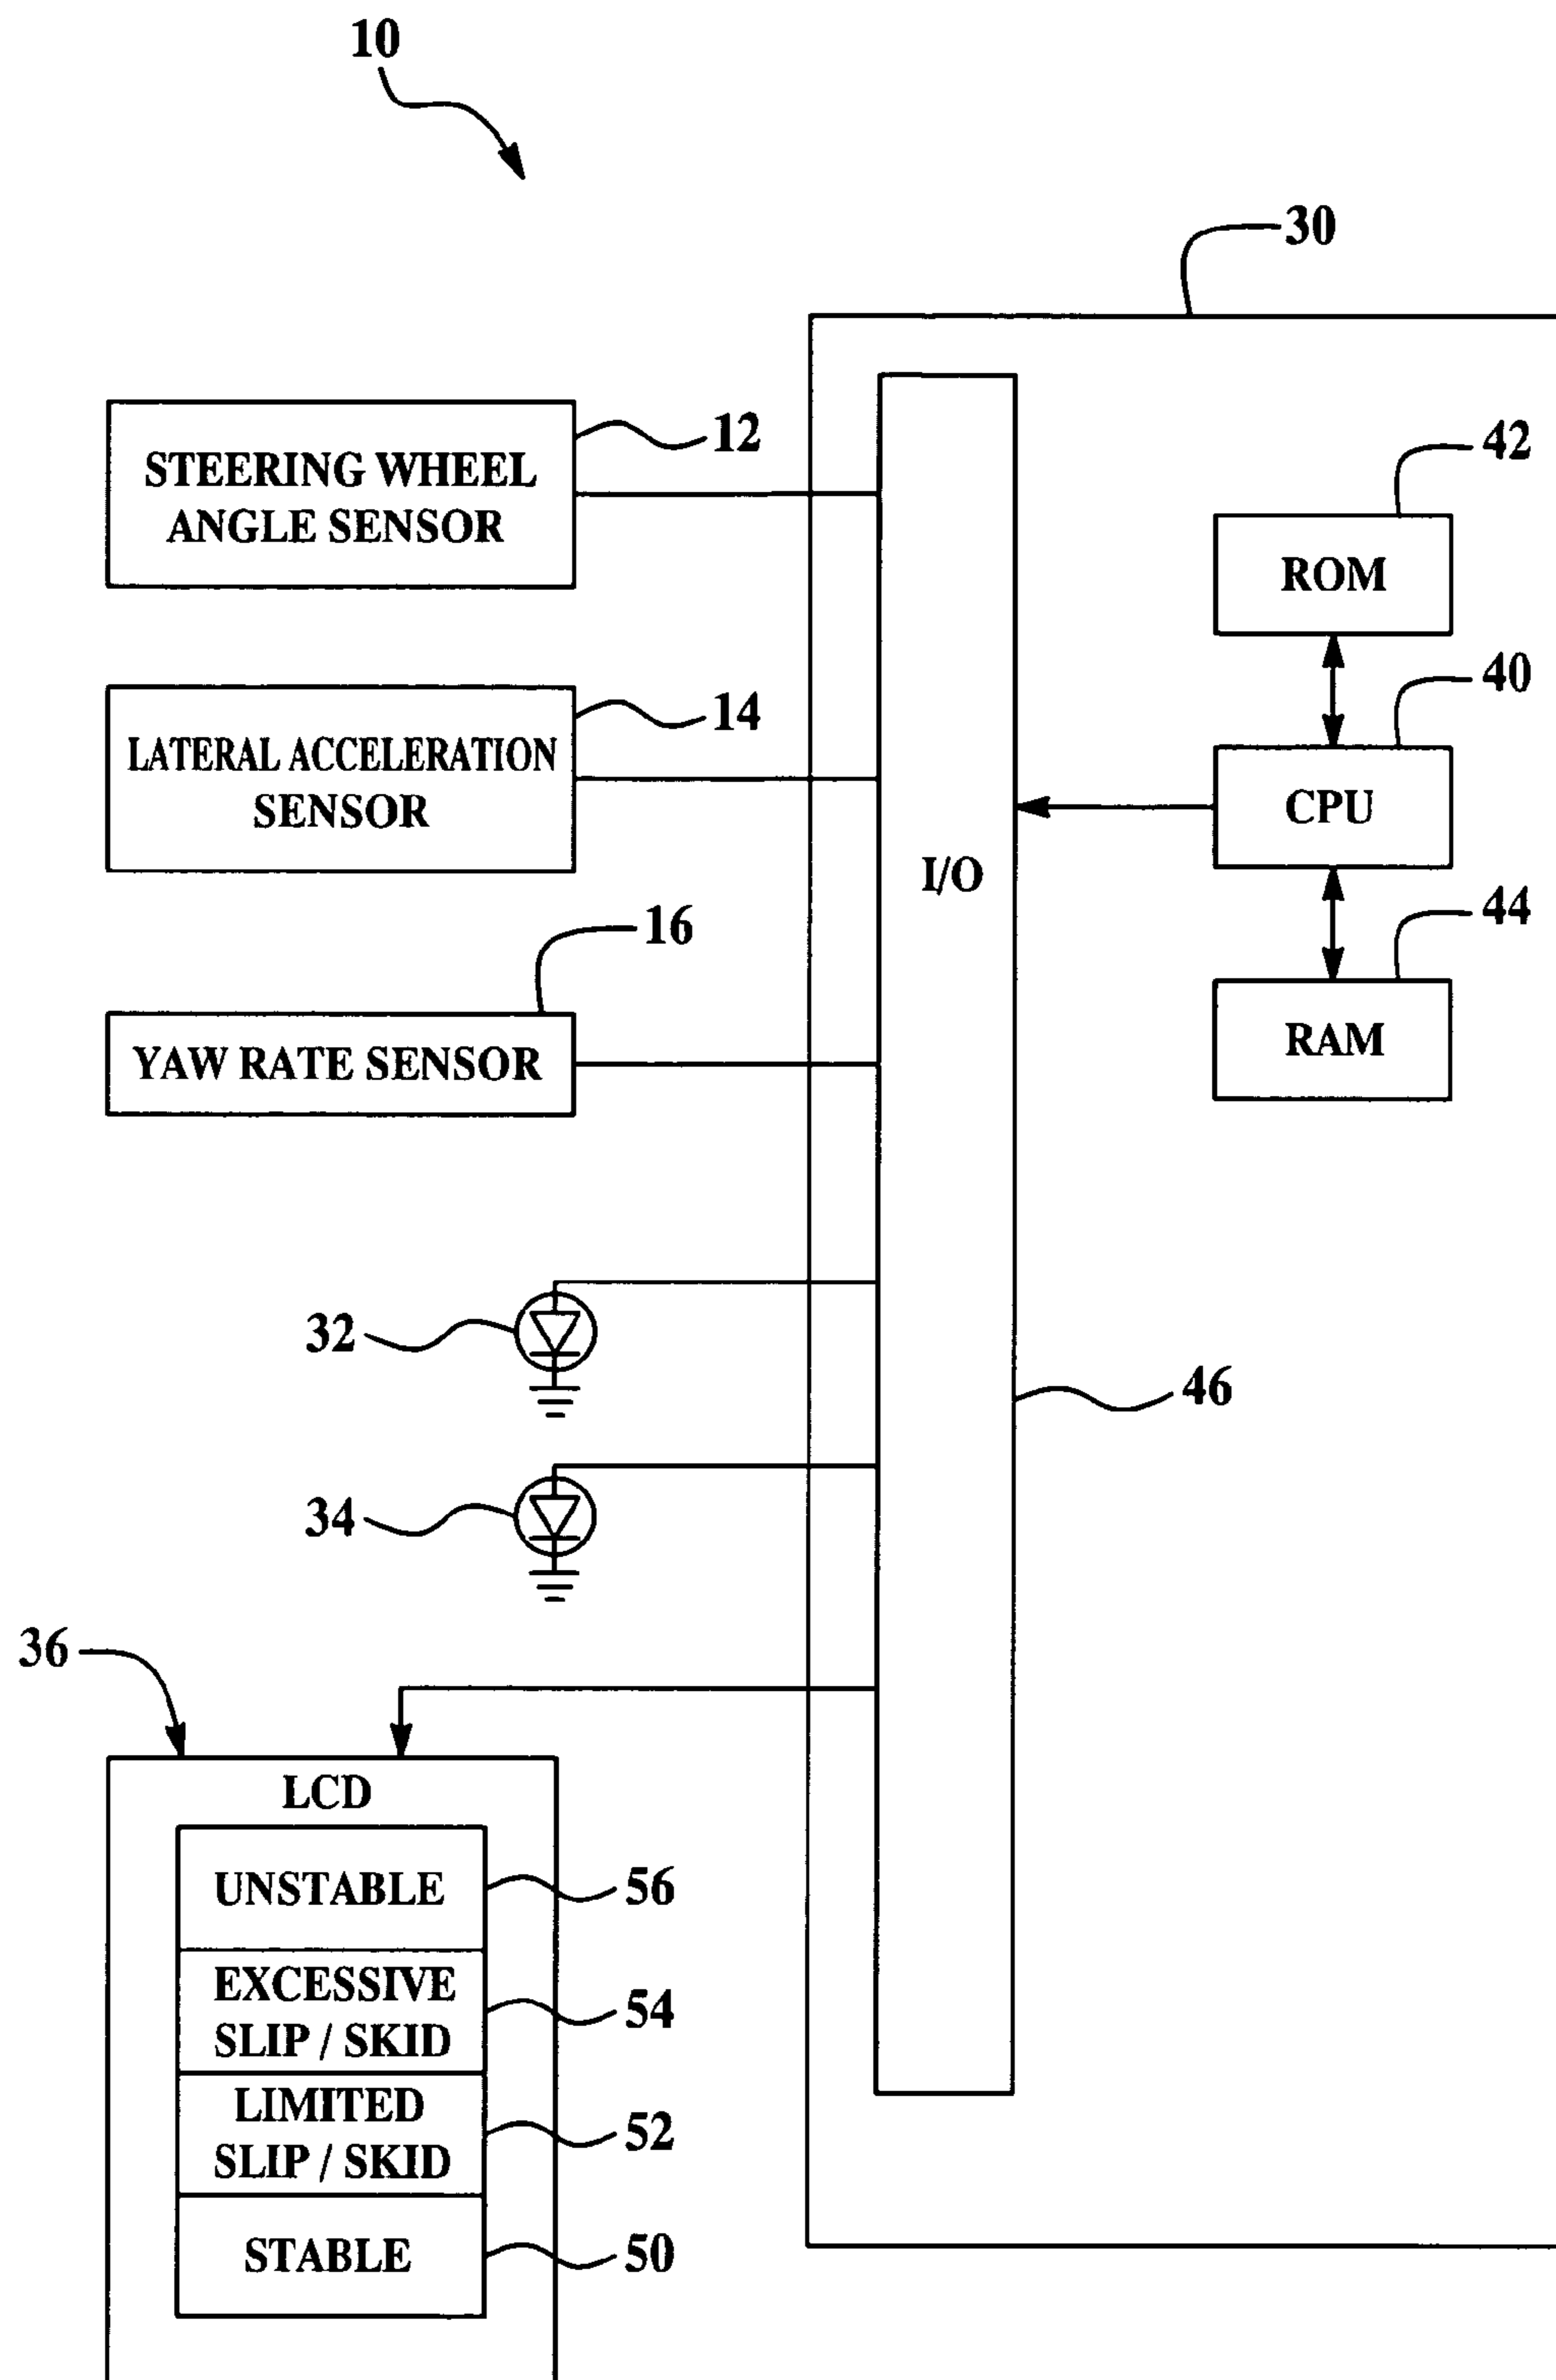 10
30
12
STEERING WHEEL
ANGLE SENSOR
42
ROM
40
14
LATERAL ACCELERATION
SENSOR
CPU
I/O
44
16
RAM
YAW RATE SENSOR
32
46
34
36
LCD
UNSTABLE
56
EXCESSIVE
SLIP / SKID
54
LIMITED
SLIP / SKID
52
STABLE
50